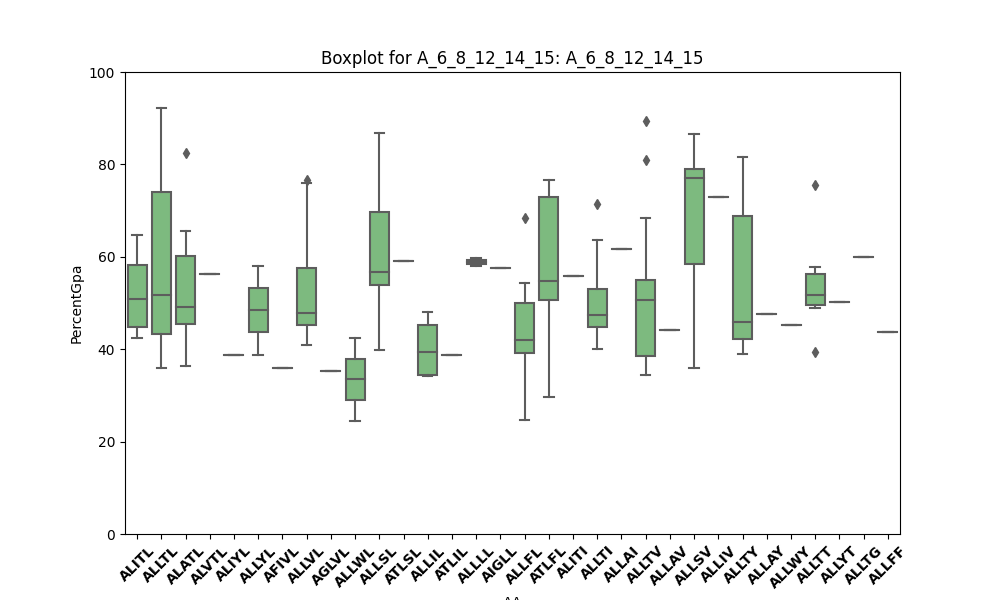 Boxplot for A_6_8_12_14_15: A_6_8_12_14_15
PercentGpa
100
80
60
40
20
0
ALITL
ALLTL
ALATL
ALVTL
ALIYL
ALLYL
AFIVL
ALLVL
AGLVL
ALLWL
ALLSL
ATLSL
ALLIL
ATLIL
ALLLL
AIGLL
ALLFL
ATLFL
ALITI
ALLTI
ALLAI
ALLTV
ALLAV
ALLSV
ALLIV
ALLTY
ALLAY
ALLWY
ALLTT
ALLYT
ALLTG
ALLFF